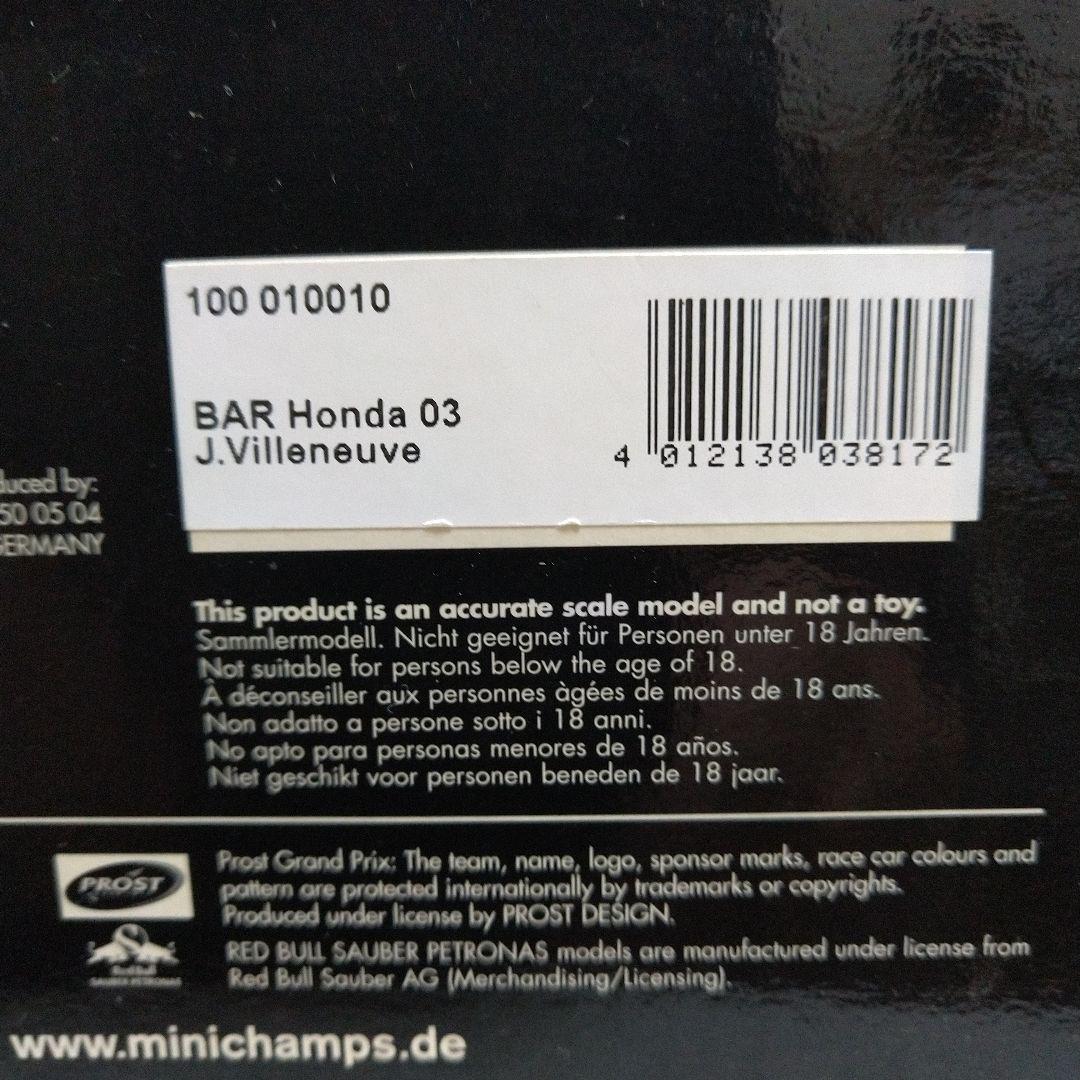 100 010010
BAR Honda 03
J.Villeneuve
4 012138 038172
duced by:
50 05 04
GERMANY
This product is an accurate scale model and not a toy.
Sammlermodell. Nicht geeignet für Personen unter 18 Jahren.
Not suitable for persons below the age of 18.
À déconseiller aux personnes àgées de moins de 18 ans.
Non adatto a persone sotto i 18 anni.
No apto para personas menores de 18 años.
Niet geschikt voor personen beneden de 18 jaar.
PROST
Prost Grand Prix: The team, name, logo, sponsor marks, race car colours and
pattern are protected internationally by trademarks or copyrights.
Produced under license by PROST DESIGN.
Red Bull
SAUBER PETRONAS
RED BULL SAUBER PETRONAS models are manufactured under license from
Red Bull Sauber AG (Merchandising/Licensing).
www.minichamps.de